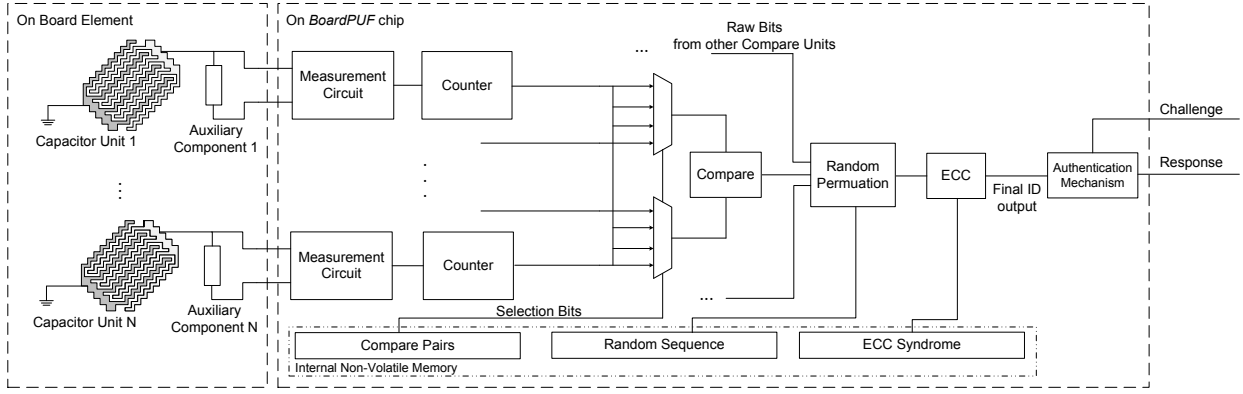 On Board Element
Capacitor Unit 1
Auxiliary
Component 1
...
Capacitor Unit N
Auxiliary
Component N
On BoardPUF chip
Measurement
Circuit
Counter
...
Raw Bits
from other Compare Units
...
Measurement
Circuit
Counter
Compare
Random
Permuation
ECC
Final ID
output
Authentication
Mechanism
Challenge
Response
...
Selection Bits
Compare Pairs
Random Sequence
ECC Syndrome
Internal Non-Volatile Memory